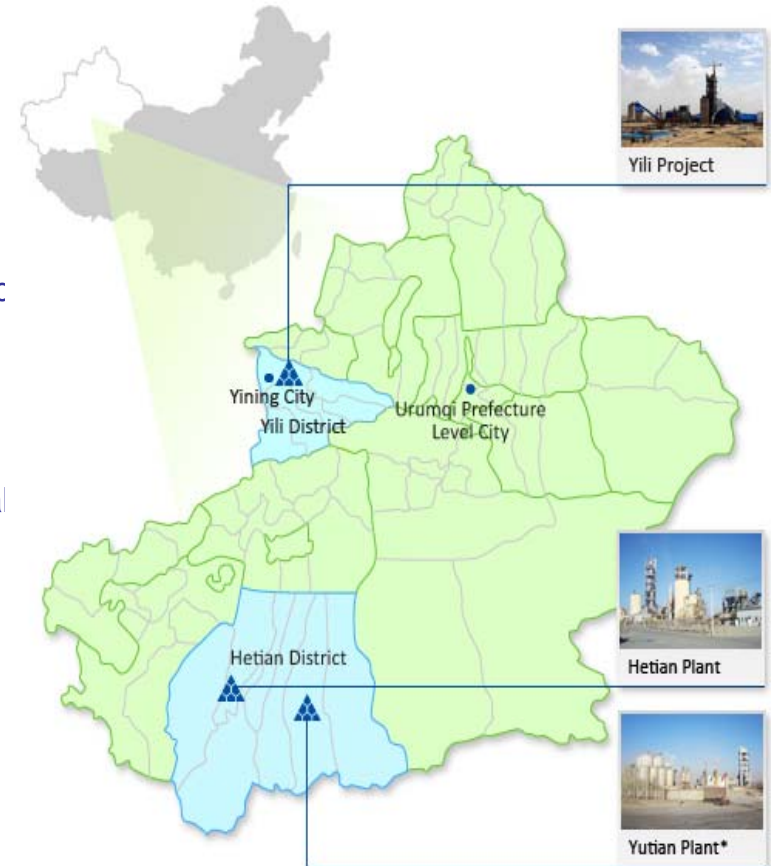 Yili Project
Yining City
Yili District
Urumqi Prefecture
Level City
Hetian District
Hetian Plant
Yutian Plant*